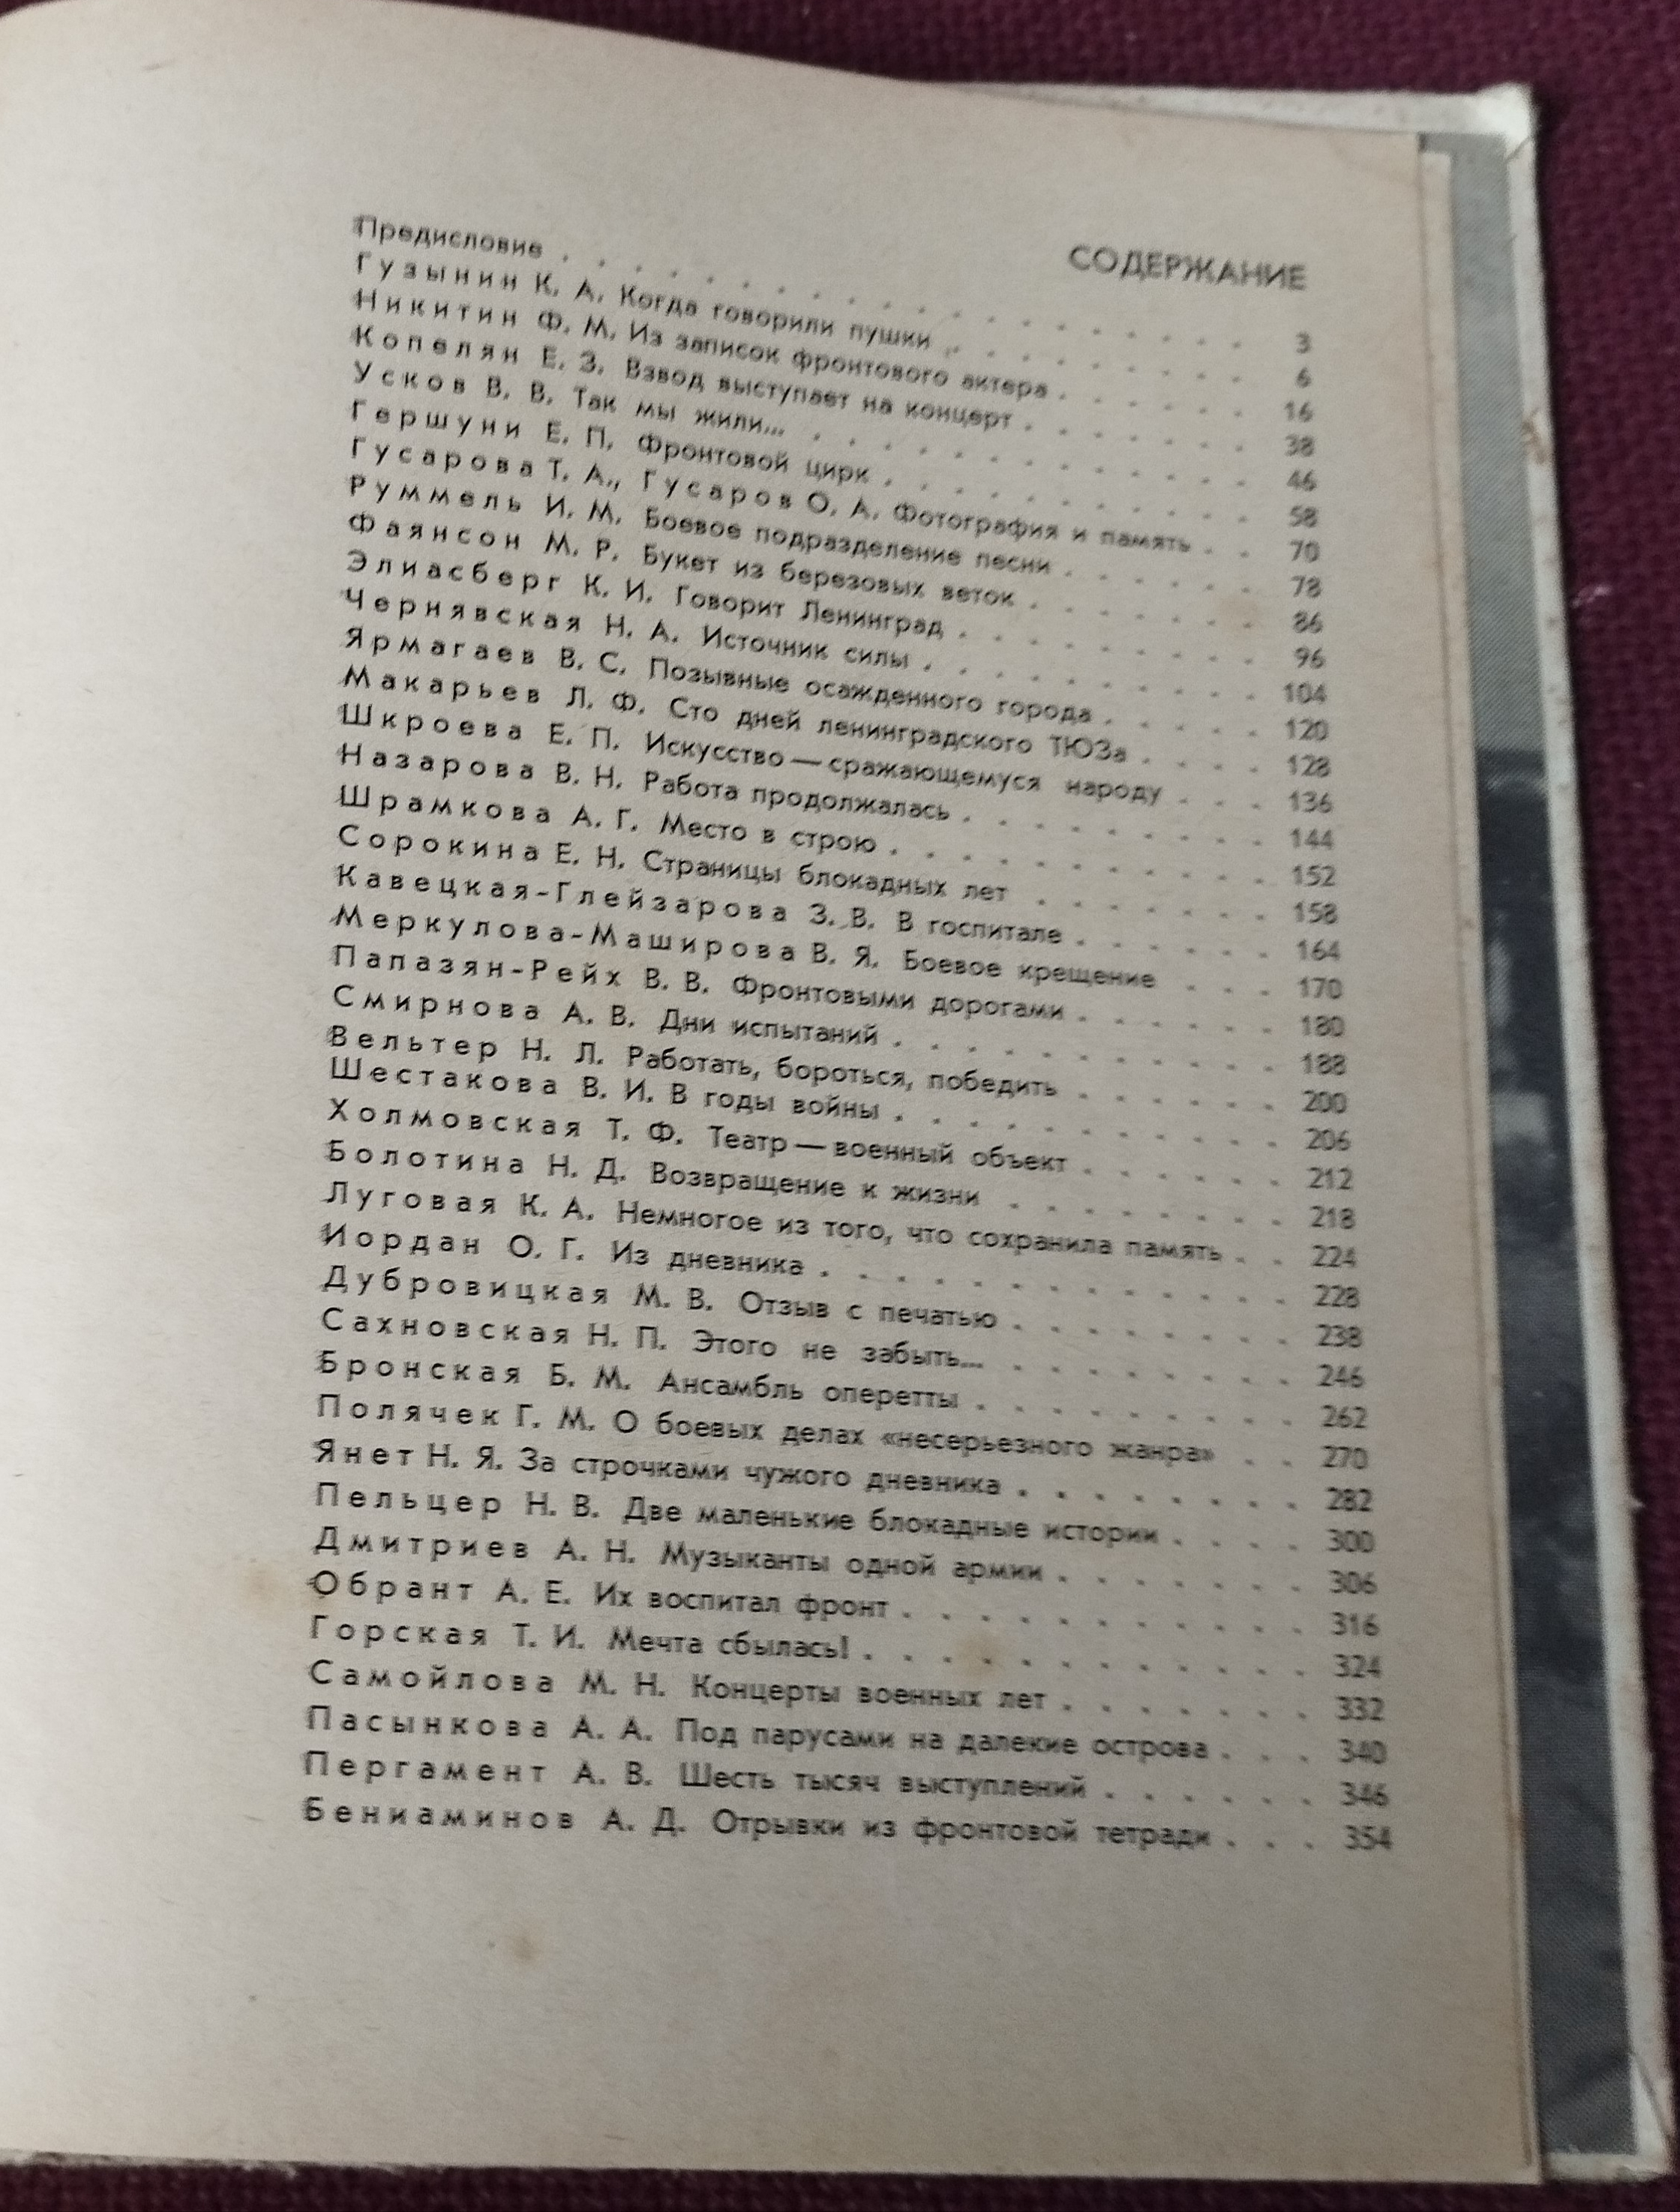 СОДЕРЖАНИЕ
Предисловие . . . . . . . . . . . . . . . . . . . 3
Гузынин К. А. Когда говорили пушки . . . . . . . . . 6
Никитин Ф. М. Из записок фронтового актера . . . . . . 16
Копелян Е. З. Взвод выступает на концерт . . . . . . . 38
Усков В. В. Так мы жили... . . . . . . . . . . . . . 46
Гершуни Е. П. Фронтовой цирк . . . . . . . . . . . 58
Гусарова Т. А., Гусаров О. А. Фотография и память . . 70
Руммель И. М. Боевое подразделение песни . . . . . . 78
Фаянсон М. Р. Букет из березовых веток . . . . . . . 86
Элиасберг К. И. Говорит Ленинград . . . . . . . . . 96
Чернявская Н. А. Источник силы . . . . . . . . . . 104
Ярмагаев В. С. Позывные осажденного города . . . . . 120
Макарьев Л. Ф. Сто дней ленинградского ТЮЗа . . . . 128
Шкроева Е. П. Искусство — сражающемуся народу . . . 136
Назарова В. Н. Работа продолжалась . . . . . . . . . 144
Шрамкова А. Г. Место в строю . . . . . . . . . . . 152
Сорокина Е. Н. Страницы блокадных лет . . . . . . . 158
Кавецкая-Глейзарова З. В. В госпитале . . . . . . 164
Меркулова-Маширова В. Я. Боевое крещение . . . 170
Папазян-Рейх В. В. Фронтовыми дорогами . . . . . . 180
Смирнова А. В. Дни испытаний . . . . . . . . . . . 188
Вельтер Н. Л. Работать, бороться, победить . . . . . . 200
Шестакова В. И. В годы войны . . . . . . . . . . . 206
Холмовская Т. Ф. Театр — военный объект . . . . . . 212
Болотина Н. Д. Возвращение к жизни . . . . . . . . 218
Луговая К. А. Немногое из того, что сохранила память . . 224
Иордан О. Г. Из дневника . . . . . . . . . . . . . 228
Дубровицкая М. В. Отзыв с печатью . . . . . . . . 238
Сахновская Н. П. Этого не забыть... . . . . . . . . 246
Бронская Б. М. Ансамбль оперетты . . . . . . . . . 262
Полячек Г. М. О боевых делах «несерьезного жанра» . . 270
Янет Н. Я. За строчками чужого дневника . . . . . . . . 282
Пельцер Н. В. Две маленькие блокадные истории . . . . 300
Дмитриев А. Н. Музыканты одной армии . . . . . . . 306
Обрант А. Е. Их воспитал фронт . . . . . . . . . . . 316
Горская Т. И. Мечта сбылась! . . . . . . . . . . . . 324
Самойлова М. Н. Концерты военных лет . . . . . . . 332
Пасынкова А. А. Под парусами на далекие острова . . . 340
Пергамент А. В. Шесть тысяч выступлений . . . . . . 346
Бениаминов А. Д. Отрывки из фронтовой тетради . . . 354